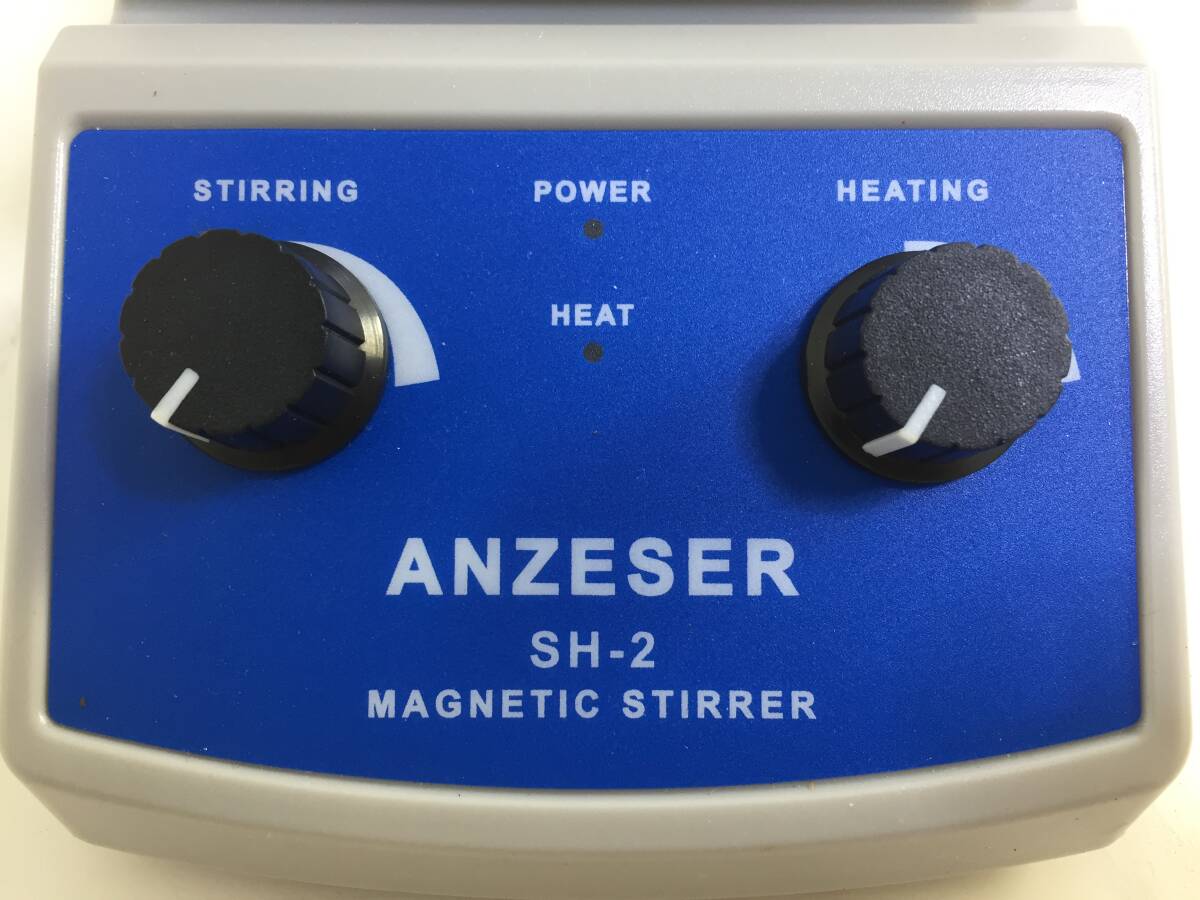 STIRRING
POWER
HEATING
HEAT
ANZESER
SH-2
MAGNETIC STIRRER